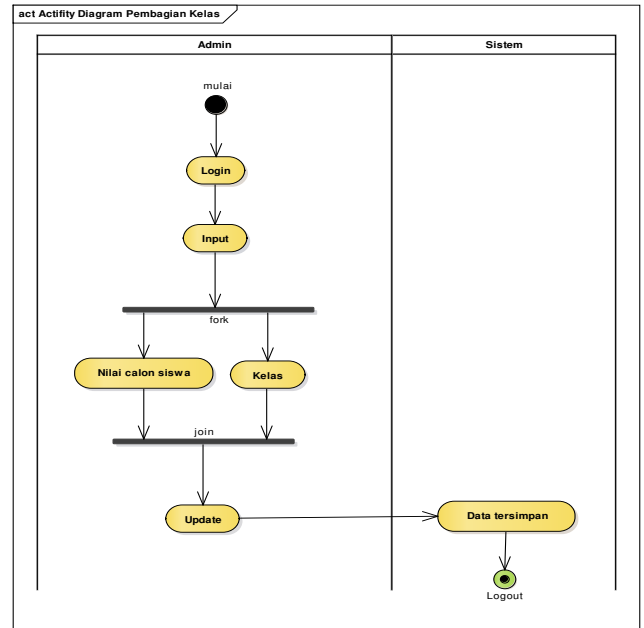 act Actifity Diagram Pembagian Kelas
Admin
Sistem
mulai
Login
Input
fork
Nilai calon siswa
Kelas
join
Update
Data tersimpan
Logout